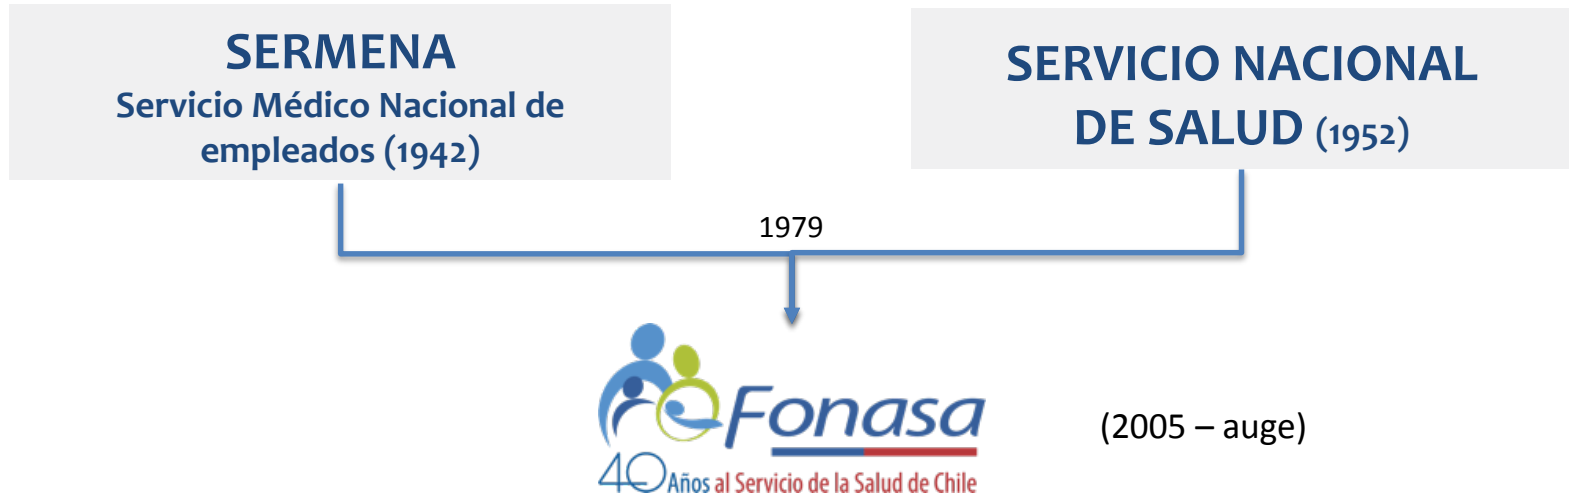 SERMENA
Servicio Médico Nacional de
empleados (1942)
SERVICIO NACIONAL
DE SALUD (1952)
1979
Fonasa
40 Años al Servicio de la Salud de Chile
(2005 – auge)